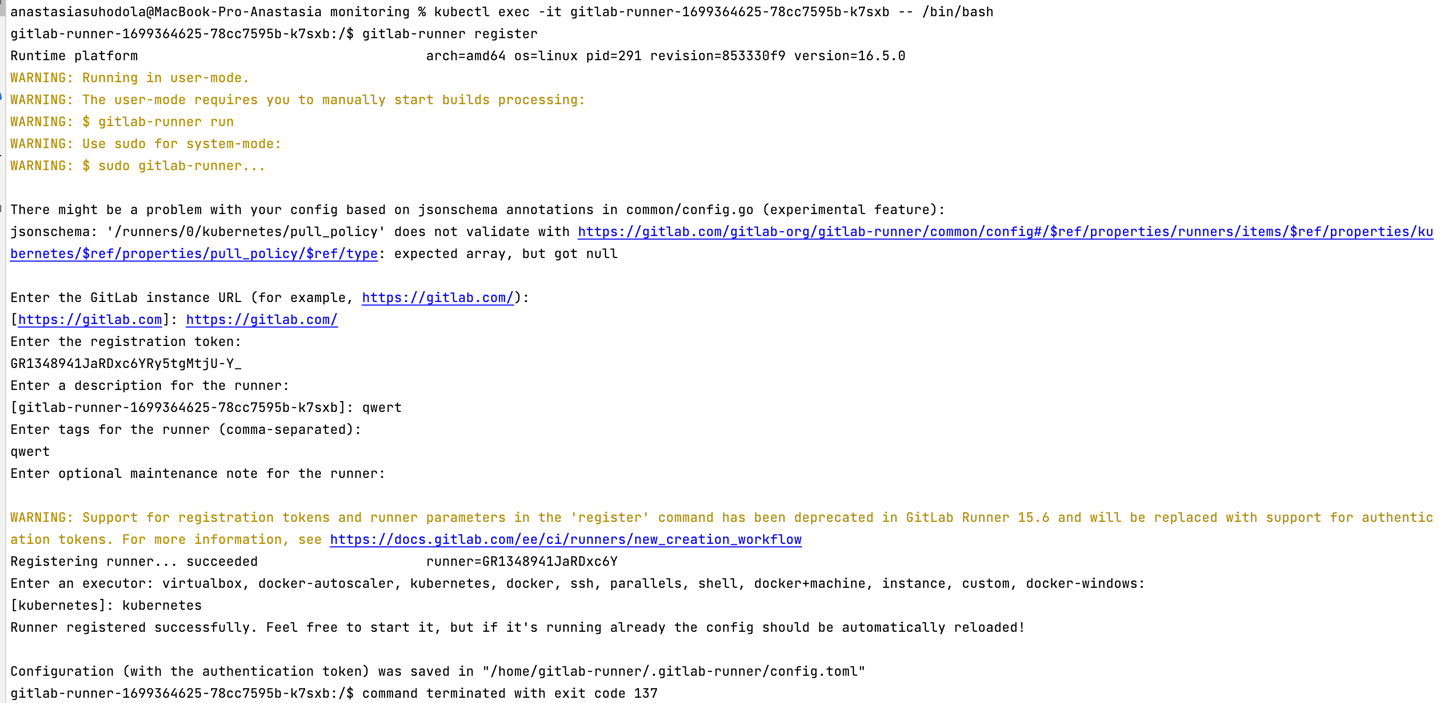 anastasiasuhodola@MacBook-Pro-Anastasia monitoring % kubectl exec -it gitlab-runner-1699364625-78cc7595b-k7sxb -- /bin/bash
gitlab-runner-1699364625-78cc7595b-k7sxb:/$ gitlab-runner register
Runtime platform                                    arch=amd64 os=linux pid=291 revision=853330f9 version=16.5.0
WARNING: Running in user-mode.
WARNING: The user-mode requires you to manually start builds processing:
WARNING: $ gitlab-runner run
WARNING: Use sudo for system-mode:
WARNING: $ sudo gitlab-runner...
There might be a problem with your config based on jsonschema annotations in common/config.go (experimental feature):
jsonschema: '/runners/0/kubernetes/pull_policy' does not validate with https://gitlab.com/gitlab-org/gitlab-runner/common/config#/$ref/properties/runners/items/$ref/properties/ku
bernetes/$ref/properties/pull_policy/$ref/type: expected array, but got null
Enter the GitLab instance URL (for example, https://gitlab.com/):
[https://gitlab.com]: https://gitlab.com/
Enter the registration token:
GR1348941JaRDxc6YRy5tgMtjU-Y_
Enter a description for the runner:
[gitlab-runner-1699364625-78cc7595b-k7sxb]: qwert
Enter tags for the runner (comma-separated):
qwert
Enter optional maintenance note for the runner:
WARNING: Support for registration tokens and runner parameters in the 'register' command has been deprecated in GitLab Runner 15.6 and will be replaced with support for authentic
ation tokens. For more information, see https://docs.gitlab.com/ee/ci/runners/new_creation_workflow
Registering runner... succeeded                     runner=GR1348941JaRDxc6Y
Enter an executor: virtualbox, docker-autoscaler, kubernetes, docker, ssh, parallels, shell, docker+machine, instance, custom, docker-windows:
[kubernetes]: kubernetes
Runner registered successfully. Feel free to start it, but if it's running already the config should be automatically reloaded!
Configuration (with the authentication token) was saved in "/home/gitlab-runner/.gitlab-runner/config.toml"
gitlab-runner-1699364625-78cc7595b-k7sxb:/$ command terminated with exit code 137